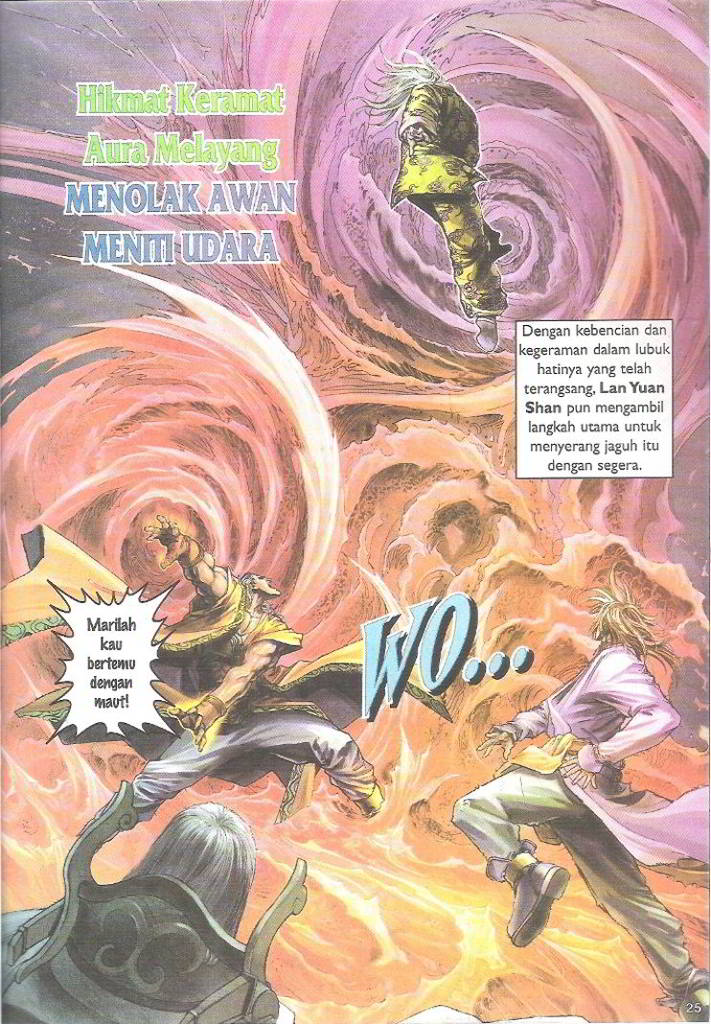 Hikmat Keramat
Aura Melayang
MENOLAK AWAN
MENITI UDARA
Dengan kebencian dan
kegeraman dalam lubuk
hatinya yang telah
terangsang, Lan Yuan
Shan pun mengambil
langkah utama untuk
menyerang jaguh itu
dengan segera.
Marilah
kau
bertemu
dengan
maut!
WO...
25